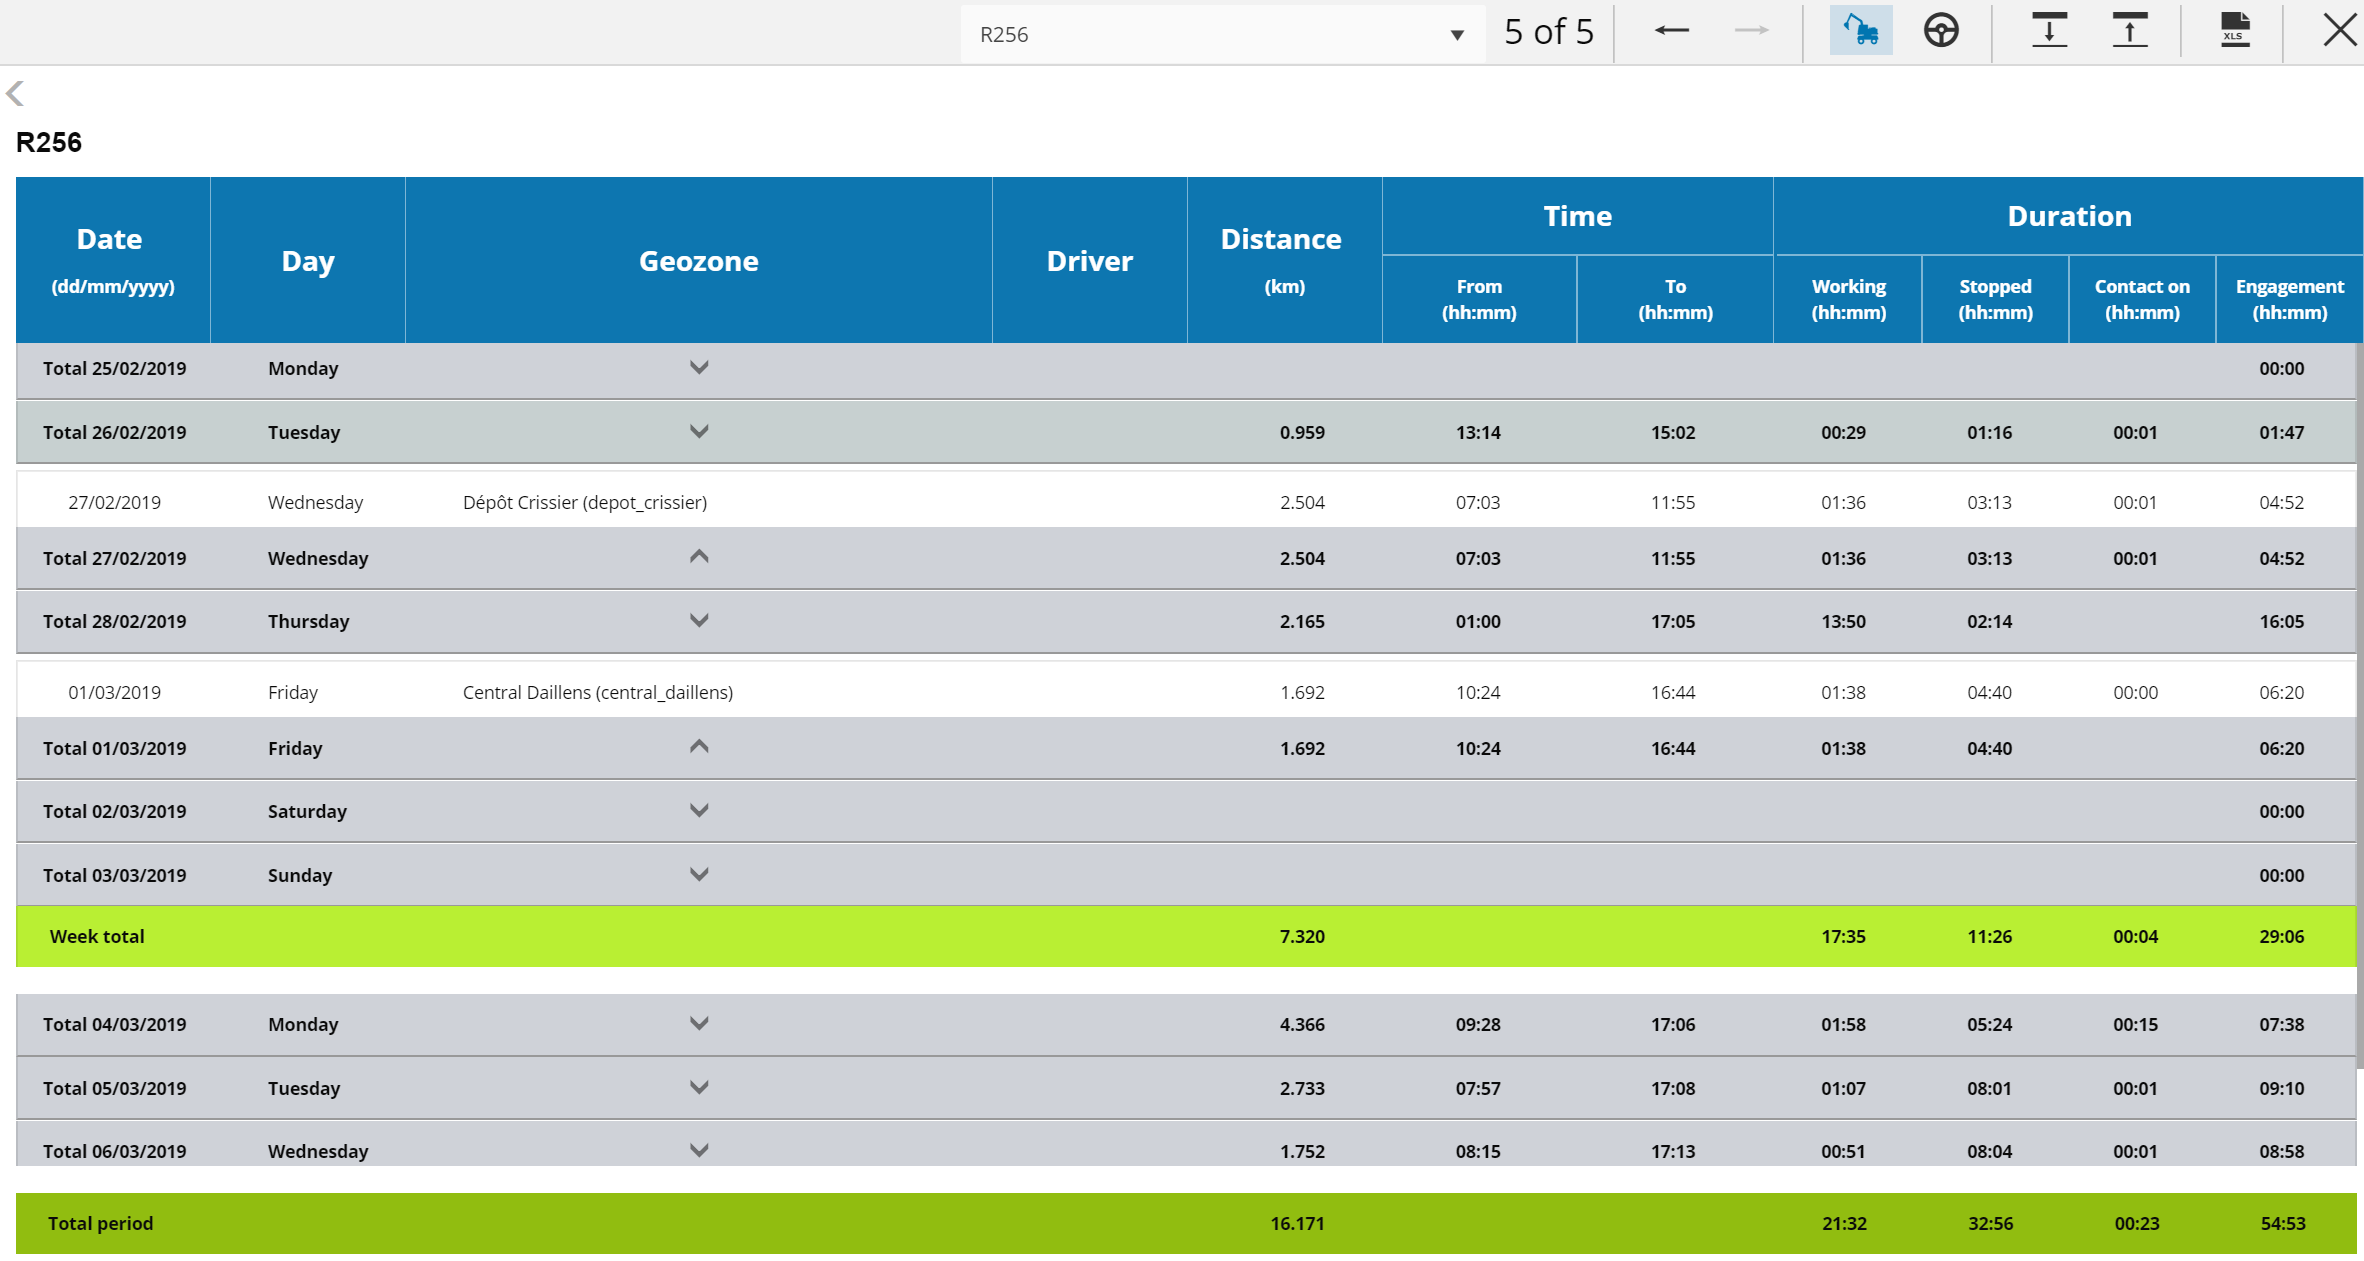 R256 5 of 5 XLS
R256
Time Duration
Date Day Geozone Driver Distance
(dd/mm/yyyy) (km) From To Working Stopped Contact on Engagement
(hh:mm) (hh:mm) (hh:mm) (hh:mm) (hh:mm) (hh:mm)
Total 25/02/2019 Monday 00:00
Total 26/02/2019 Tuesday 0.959 13:14 15:02 00:29 01:16 00:01 01:47
27/02/2019 Wednesday Dépôt Crissier (depot_crissier) 2.504 07:03 11:55 01:36 03:13 00:01 04:52
Total 27/02/2019 Wednesday 2.504 07:03 11:55 01:36 03:13 00:01 04:52
Total 28/02/2019 Thursday 2.165 01:00 17:05 13:50 02:14 16:05
01/03/2019 Friday Central Daillens (central_daillens) 1.692 10:24 16:44 01:38 04:40 00:00 06:20
Total 01/03/2019 Friday 1.692 10:24 16:44 01:38 04:40 06:20
Total 02/03/2019 Saturday 00:00
Total 03/03/2019 Sunday 00:00
Week total 7.320 17:35 11:26 00:04 29:06
Total 04/03/2019 Monday 4.366 09:28 17:06 01:58 05:24 00:15 07:38
Total 05/03/2019 Tuesday 2.733 07:57 17:08 01:07 08:01 00:01 09:10
Total 06/03/2019 Wednesday 1.752 08:15 17:13 00:51 08:04 00:01 08:58
Total period 16.171 21:32 32:56 00:23 54:53